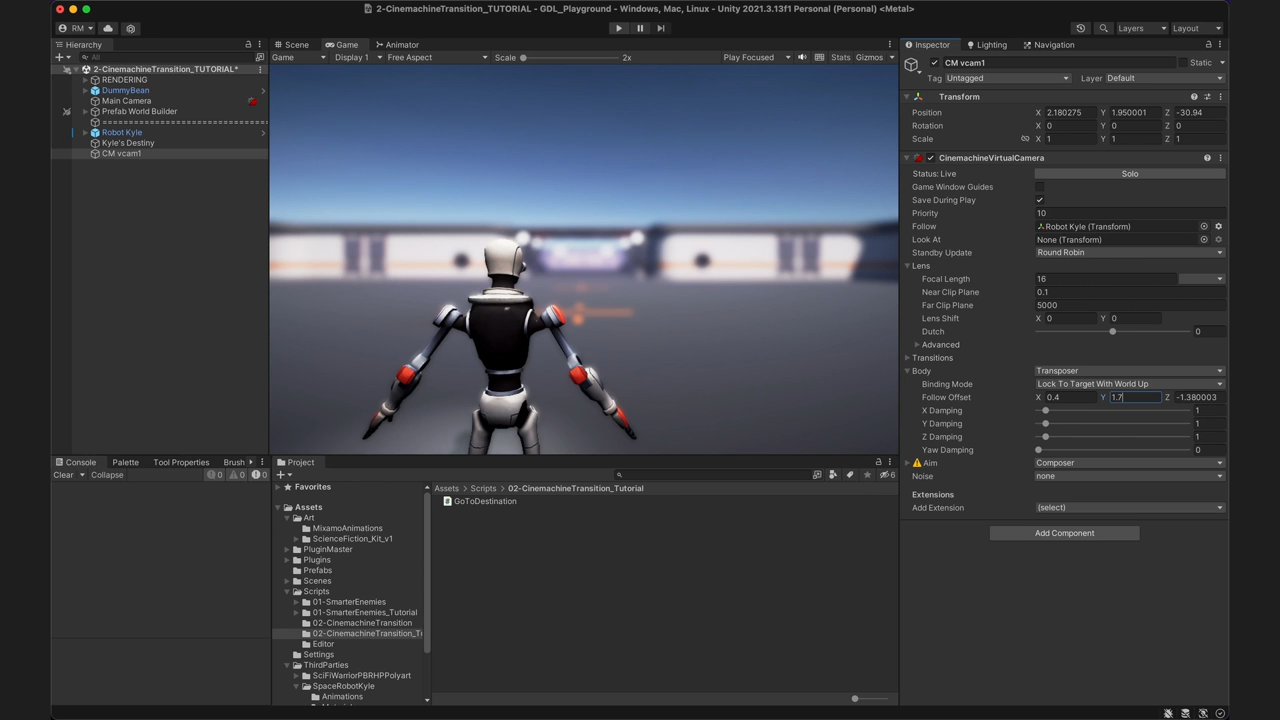 2-CinemachineTransition_TUTORIAL - GDL_Playground - Windows, Mac, Linux - Unity 2021.3.13f1 Personal (Personal) <Metal>
RM
Layers
Layout
Hierarchy
Scene
Game
Animator
Inspector
Lighting
Navigation
All
Game
Display 1
Free Aspect
Scale
2x
Play Focused
Stats
Gizmos
CM vcam1
Static
Tag Untagged
Layer Default
2-CinemachineTransition_TUTORIAL*
RENDERING
DummyBean
Main Camera
Prefab World Builder
==============================
Robot Kyle
Kyle's Destiny
CM vcam1
Transform
Position X 2.180275 Y 1.950001 Z -30.94
Rotation X 0 Y 0 Z 0
Scale X 1 Y 1 Z 1
CinemachineVirtualCamera
Status: Live
Solo
Game Window Guides
Save During Play
Priority 10
Follow Robot Kyle (Transform)
Look At None (Transform)
Standby Update Round Robin
Lens
Focal Length 16
Near Clip Plane 0.1
Far Clip Plane 5000
Lens Shift X 0 Y 0
Dutch 0
Advanced
Transitions
Body Transposer
Binding Mode Lock To Target With World Up
Follow Offset X 0.4 Y 1.7 Z -1.380003
X Damping 1
Y Damping 1
Z Damping 1
Yaw Damping 0
Aim Composer
Noise none
Extensions
Add Extension (select)
Add Component
Console
Palette
Tool Properties
Brush
Clear
Collapse
0
0
0
Project
6
Favorites
Assets
Art
MixamoAnimations
ScienceFiction_Kit_v1
PluginMaster
Plugins
Prefabs
Scenes
Scripts
01-SmarterEnemies
01-SmarterEnemies_Tutorial
02-CinemachineTransition
02-CinemachineTransition_Tu
Editor
Settings
ThirdParties
SciFiWarriorPBRHPPolyart
SpaceRobotKyle
Animations
Assets > Scripts > 02-CinemachineTransition_Tutorial
GoToDestination